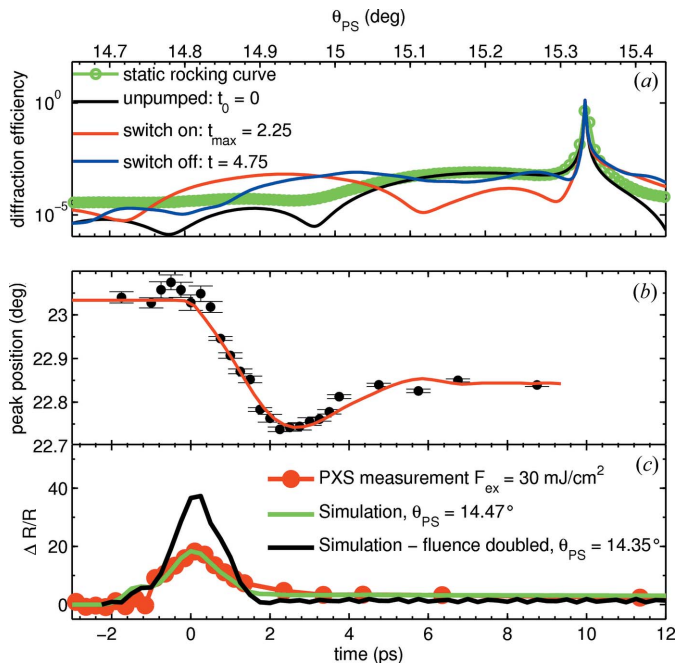 θPS (deg)
14.7 14.8 14.9 15 15.1 15.2 15.3 15.4
(a)
static rocking curve
unpumped: t0 = 0
switch on: tmax = 2.25
switch off: t = 4.75
diffraction efficiency
10^0
10^-5
(b)
peak position (deg)
23
22.9
22.8
22.7
(c)
PXS measurement Fex = 30 mJ/cm^2
Simulation, θPS = 14.47°
Simulation − fluence doubled, θPS = 14.35°
Δ R/R
40
20
0
−2 0 2 4 6 8 10 12
time (ps)